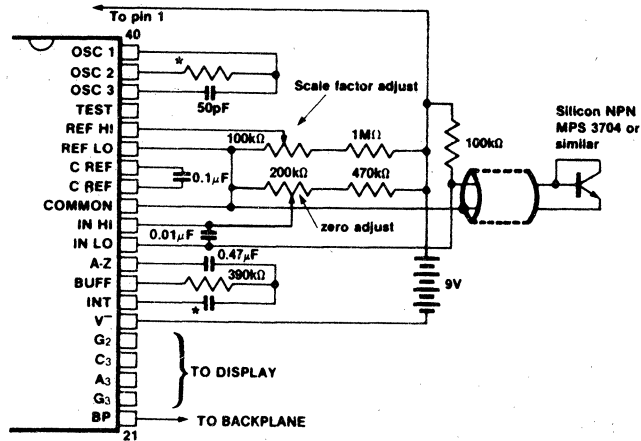 To pin 1
40
OSC 1
OSC 2
*
OSC 3
50pF
Scale factor adjust
TEST
REF HI
REF LO
100kΩ
1MΩ
100kΩ
Silicon NPN
MPS 3704 or
similar
C REF
C REF
0.1μF
200kΩ
470kΩ
COMMON
IN HI
zero adjust
IN LO
0.01μF
A-Z
0.47μF
BUFF
390kΩ
INT
*
9V
V⁻
G2
C3
A3
G3
TO DISPLAY
BP
TO BACKPLANE
21